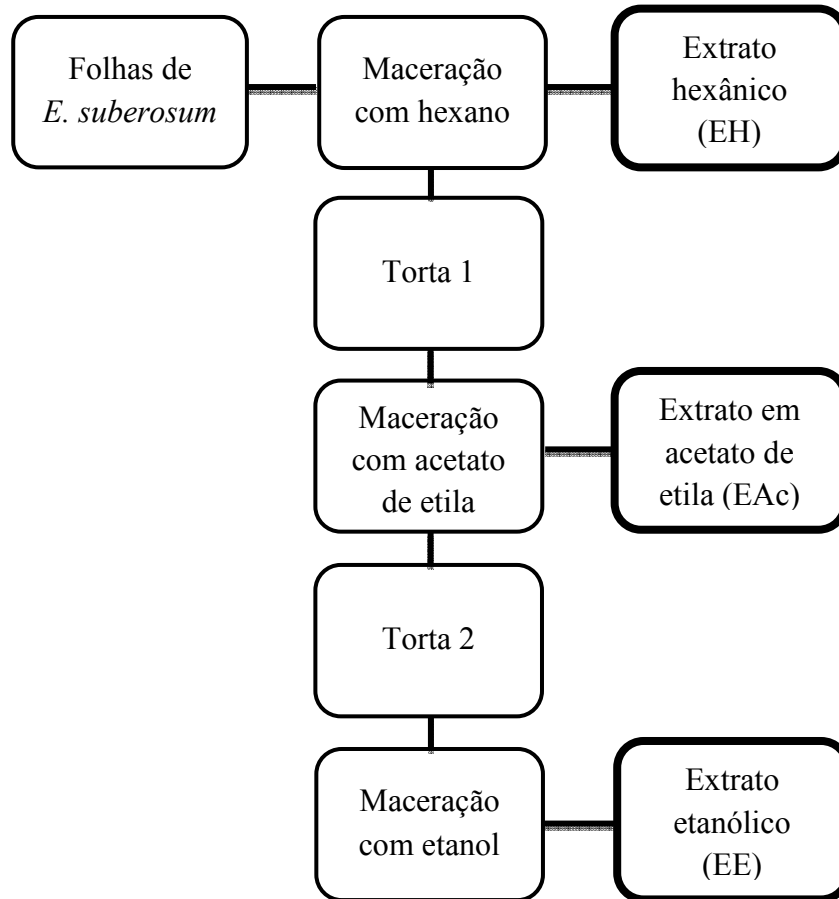 Folhas de
E. suberosum
Maceração
com hexano
Extrato
hexânico
(EH)
Torta 1
Maceração
com acetato
de etila
Extrato em
acetato de
etila (EAc)
Torta 2
Maceração
com etanol
Extrato
etanólico
(EE)